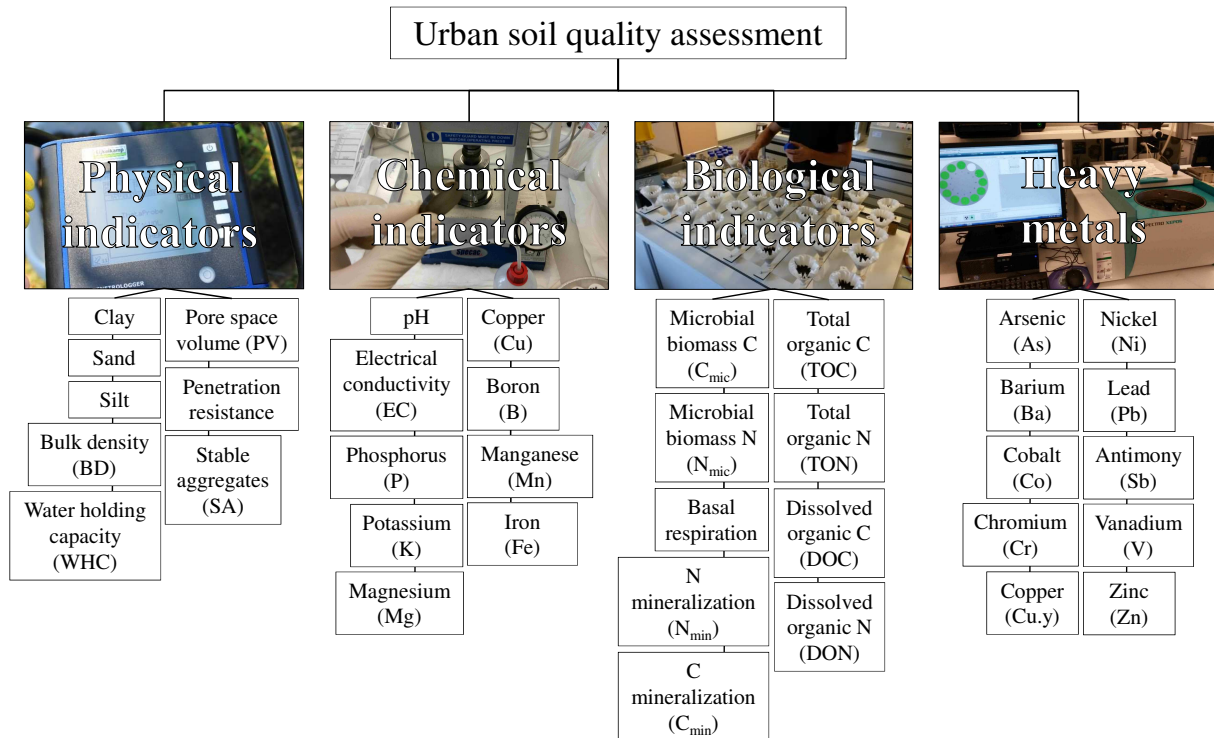 Urban soil quality assessment
Physical
indicators
Chemical
indicators
Biological
indicators
Heavy
metals
Clay
Sand
Silt
Bulk density
(BD)
Water holding
capacity
(WHC)
Pore space
volume (PV)
Penetration
resistance
Stable
aggregates
(SA)
pH
Electrical
conductivity
(EC)
Phosphorus
(P)
Potassium
(K)
Magnesium
(Mg)
Copper
(Cu)
Boron
(B)
Manganese
(Mn)
Iron
(Fe)
Microbial
biomass C
(Cmic)
Microbial
biomass N
(Nmic)
Basal
respiration
N
mineralization
(Nmin)
C
mineralization
(Cmin)
Total
organic C
(TOC)
Total
organic N
(TON)
Dissolved
organic C
(DOC)
Dissolved
organic N
(DON)
Arsenic
(As)
Barium
(Ba)
Cobalt
(Co)
Chromium
(Cr)
Copper
(Cu.y)
Nickel
(Ni)
Lead
(Pb)
Antimony
(Sb)
Vanadium
(V)
Zinc
(Zn)